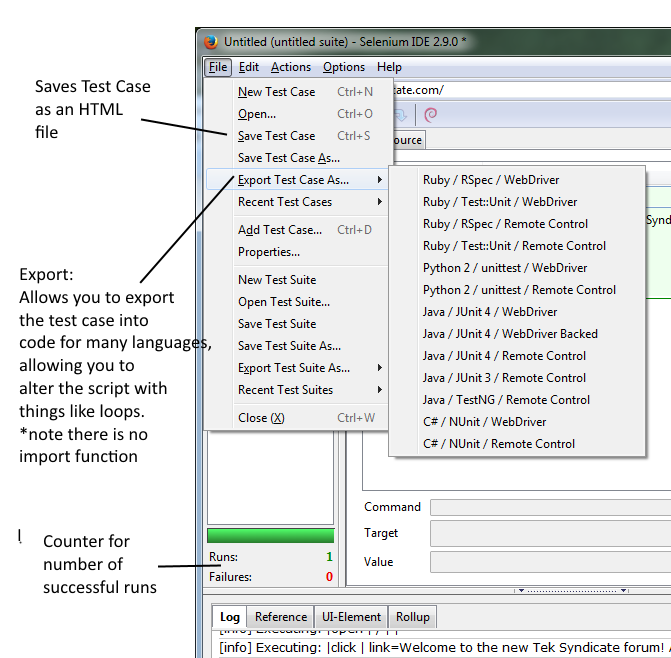 Untitled (untitled suite) - Selenium IDE 2.9.0 *
File Edit Actions Options Help
Saves Test Case
as an HTML
file
New Test Case Ctrl+N
Open... Ctrl+O
Save Test Case Ctrl+S
Save Test Case As...
Export Test Case As...
Recent Test Cases
Add Test Case... Ctrl+D
Properties...
New Test Suite
Open Test Suite...
Save Test Suite
Save Test Suite As...
Export Test Suite As...
Recent Test Suites
Close (X) Ctrl+W
tate.com/
ource
Synd
Ruby / RSpec / WebDriver
Ruby / Test::Unit / WebDriver
Ruby / RSpec / Remote Control
Ruby / Test::Unit / Remote Control
Python 2 / unittest / WebDriver
Python 2 / unittest / Remote Control
Java / JUnit 4 / WebDriver
Java / JUnit 4 / WebDriver Backed
Java / JUnit 4 / Remote Control
Java / JUnit 3 / Remote Control
Java / TestNG / Remote Control
C# / NUnit / WebDriver
C# / NUnit / Remote Control
Export:
Allows you to export
the test case into
code for many languages,
allowing you to
alter the script with
things like loops.
*note there is no
import function
Command
Target
Value
Counter for
number of
successful runs
Runs: 1
Failures: 0
Log Reference UI-Element Rollup
[info] Executing: |open | / | |
[info] Executing: |click | link=Welcome to the new Tek Syndicate forum!